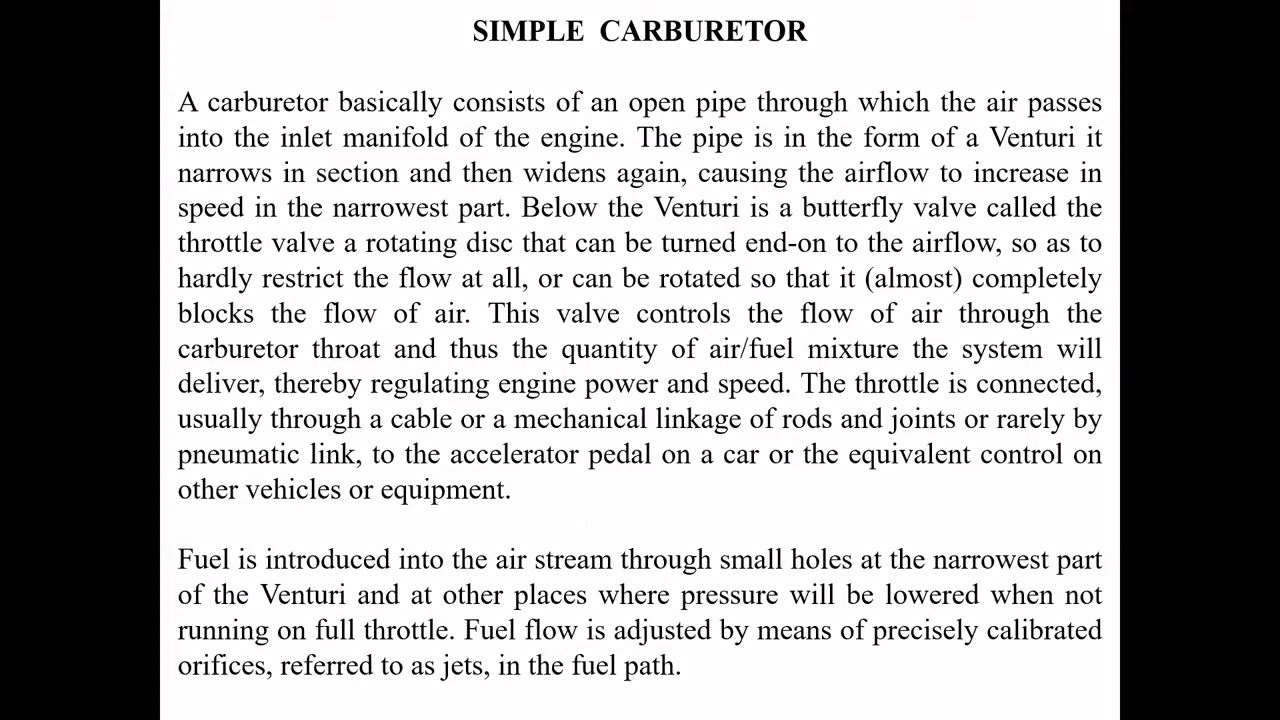 SIMPLE CARBURETOR
A carburetor basically consists of an open pipe through which the air passes
into the inlet manifold of the engine. The pipe is in the form of a Venturi it
narrows in section and then widens again, causing the airflow to increase in
speed in the narrowest part. Below the Venturi is a butterfly valve called the
throttle valve a rotating disc that can be turned end-on to the airflow, so as to
hardly restrict the flow at all, or can be rotated so that it (almost) completely
blocks the flow of air. This valve controls the flow of air through the
carburetor throat and thus the quantity of air/fuel mixture the system will
deliver, thereby regulating engine power and speed. The throttle is connected,
usually through a cable or a mechanical linkage of rods and joints or rarely by
pneumatic link, to the accelerator pedal on a car or the equivalent control on
other vehicles or equipment.
Fuel is introduced into the air stream through small holes at the narrowest part
of the Venturi and at other places where pressure will be lowered when not
running on full throttle. Fuel flow is adjusted by means of precisely calibrated
orifices, referred to as jets, in the fuel path.